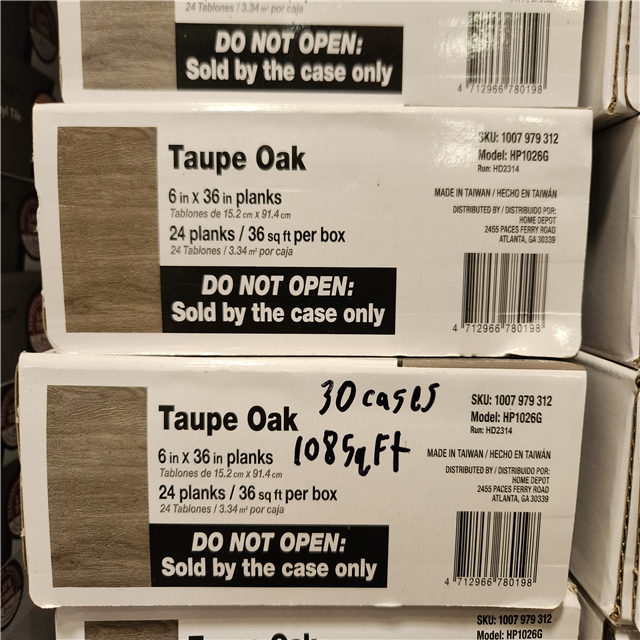 24 Tablones / 3.34 m² por caja
DO NOT OPEN:
Sold by the case only
4 712966 780198
Taupe Oak
6 in x 36 in planks
Tablones de 15.2 cm x 91.4 cm
24 planks / 36 sq ft per box
24 Tablones / 3.34 m² por caja
DO NOT OPEN:
Sold by the case only
SKU: 1007 979 312
Model: HP1026G
Run: HD2314
MADE IN TAIWAN / HECHO EN TAIWÁN
DISTRIBUTED BY / DISTRIBUIDO POR:
HOME DEPOT
2455 PACES FERRY ROAD
ATLANTA, GA 30339
4 712966 780198
Taupe Oak
30 cases
108 Sq Ft
6 in x 36 in planks
Tablones de 15.2 cm x 91.4 cm
24 planks / 36 sq ft per box
24 Tablones / 3.34 m² por caja
DO NOT OPEN:
Sold by the case only
SKU: 1007 979 312
Model: HP1026G
Run: HD2314
MADE IN TAIWAN / HECHO EN TAIWÁN
DISTRIBUTED BY / DISTRIBUIDO POR:
HOME DEPOT
2455 PACES FERRY ROAD
ATLANTA, GA 30339
4 712966 780198
Taupe Oak
SKU: 1007 979 312
Model: HP1026G